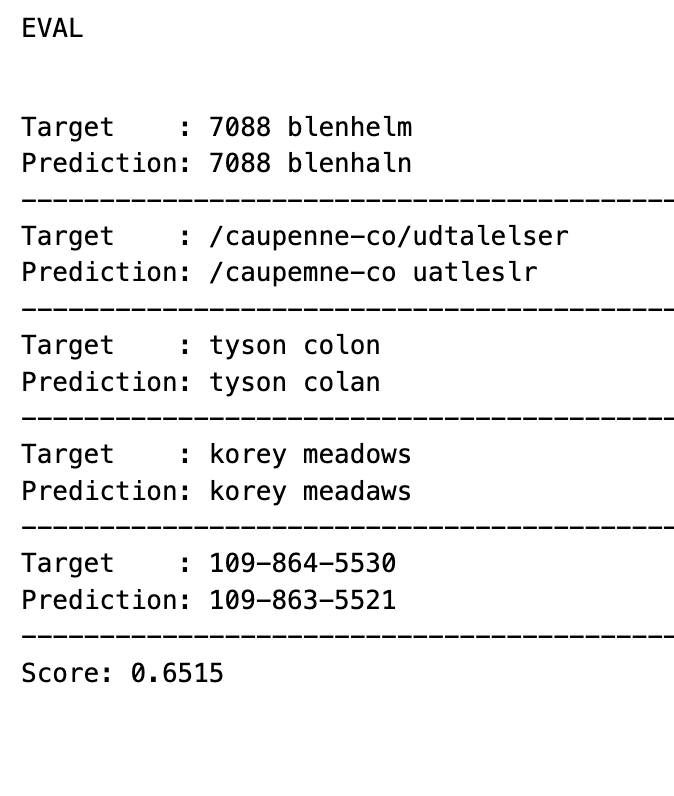 EVAL
Target    : 7088 blenhelm
Prediction: 7088 blenhaln
------------------------------------------
Target    : /caupenne-co/udtalelser
Prediction: /caupemne-co uatleslr
------------------------------------------
Target    : tyson colon
Prediction: tyson colan
------------------------------------------
Target    : korey meadows
Prediction: korey meadaws
------------------------------------------
Target    : 109-864-5530
Prediction: 109-863-5521
------------------------------------------
Score: 0.6515